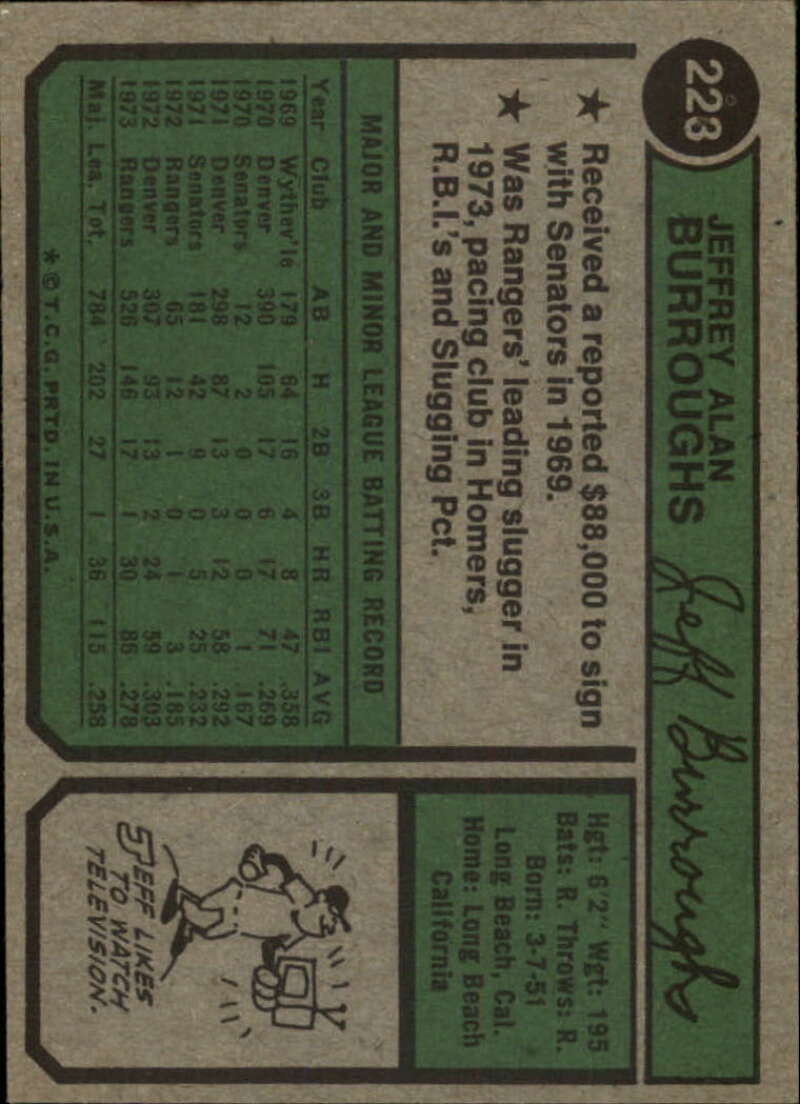 228
JEFFREY ALAN
BURROUGHS
Jeff Burroughs
★ Received a reported $88,000 to sign
with Senators in 1969.
★ Was Rangers' leading slugger in
1973, pacing club in Homers,
R.B.I.'s and Slugging Pct.
Hgt: 6'2" Wgt: 195
Bats: R. Throws: R.
Born: 3-7-51
Long Beach, Cal.
Home: Long Beach
California
MAJOR AND MINOR LEAGUE BATTING RECORD
Year Club AB H 2B 3B HR RBI AVG
1969 Wythev'le 179 64 16 4 8 47 .358
1970 Denver 390 105 17 6 17 71 .269
1970 Senators 12 2 0 0 0 1 .167
1971 Denver 298 87 13 3 12 58 .292
1971 Senators 181 42 9 0 5 25 .232
1972 Rangers 65 12 1 0 1 3 .185
1972 Denver 307 93 13 2 24 59 .303
1973 Rangers 526 146 17 1 30 86 .278
Maj. Lea. Tot. 784 202 27 1 36 115 .258
* © T.C.G. PRTD. IN U.S.A.
JEFF LIKES
TO WATCH
TELEVISION.